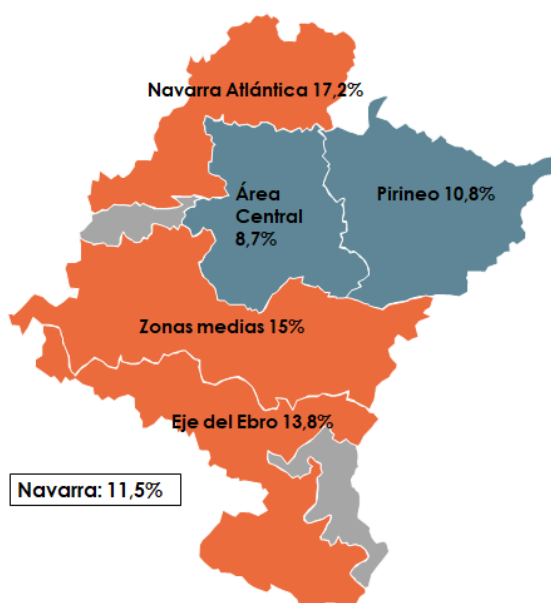 Navarra Atlántica 17,2%
Área
Central
8,7%
Pirineo 10,8%
Zonas medias 15%
Eje del Ebro 13,8%
Navarra: 11,5%